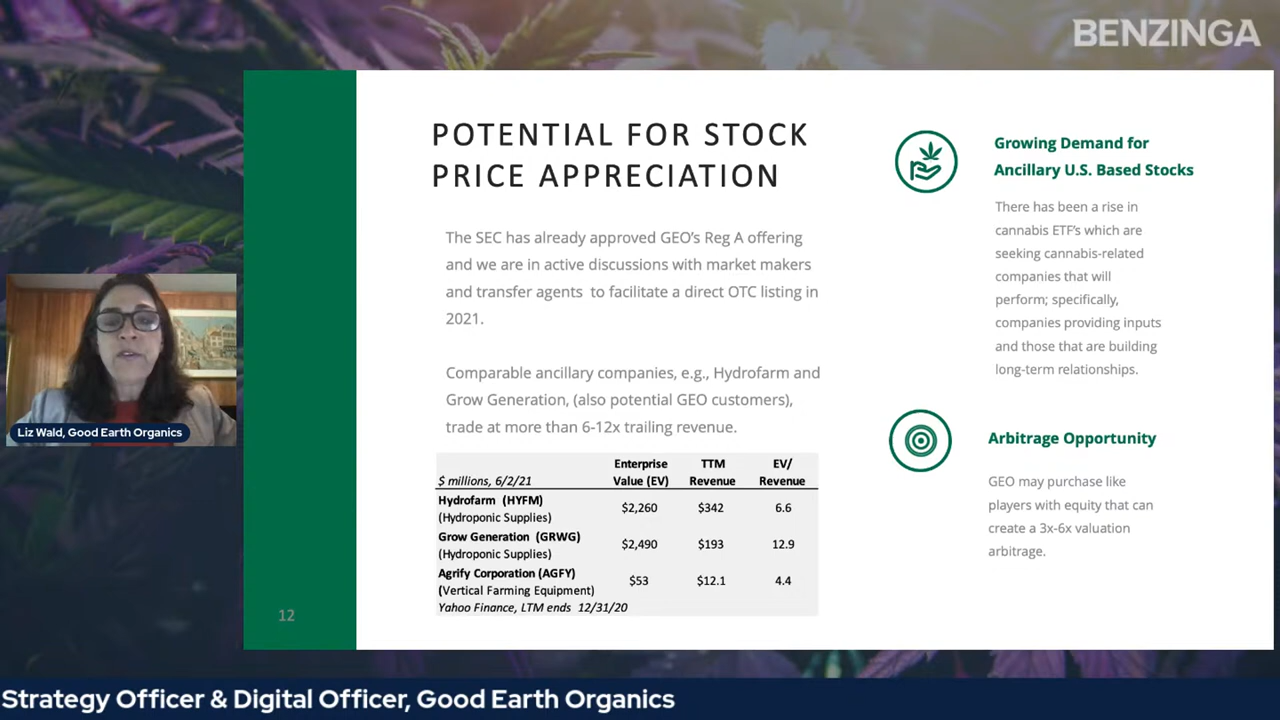 BENZINGA
POTENTIAL FOR STOCK
PRICE APPRECIATION
The SEC has already approved GEO's Reg A offering
and we are in active discussions with market makers
and transfer agents to facilitate a direct OTC listing in
2021.
Comparable ancillary companies, e.g., Hydrofarm and
Grow Generation, (also potential GEO customers),
trade at more than 6-12x trailing revenue.
$ millions, 6/2/21 Enterprise Value (EV) TTM Revenue EV/ Revenue
Hydrofarm (HYFM)
(Hydroponic Supplies) $2,260 $342 6.6
Grow Generation (GRWG)
(Hydroponic Supplies) $2,490 $193 12.9
Agrify Corporation (AGFY)
(Vertical Farming Equipment) $53 $12.1 4.4
Yahoo Finance, LTM ends 12/31/20
Growing Demand for
Ancillary U.S. Based Stocks
There has been a rise in
cannabis ETF's which are
seeking cannabis-related
companies that will
perform; specifically,
companies providing inputs
and those that are building
long-term relationships.
Arbitrage Opportunity
GEO may purchase like
players with equity that can
create a 3x-6x valuation
arbitrage.
12
Liz Wald, Good Earth Organics
Strategy Officer & Digital Officer, Good Earth Organics